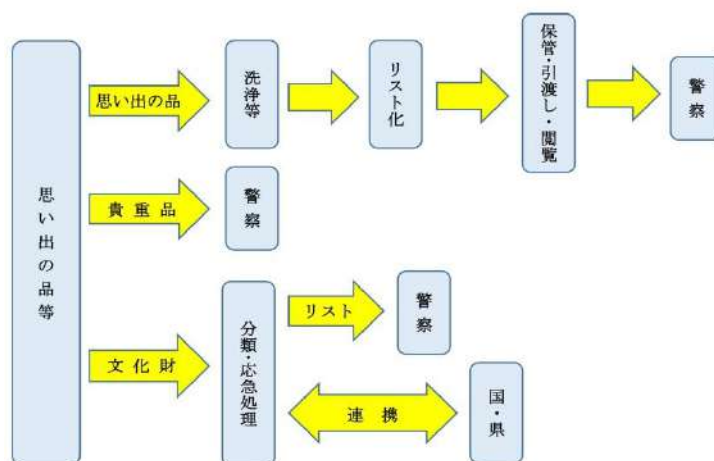 思い出の品等
思い出の品
洗浄等
リスト化
保管・引渡し・閲覧
警察
貴重品
警察
文化財
分類・応急処理
リスト
警察
連携
国・県